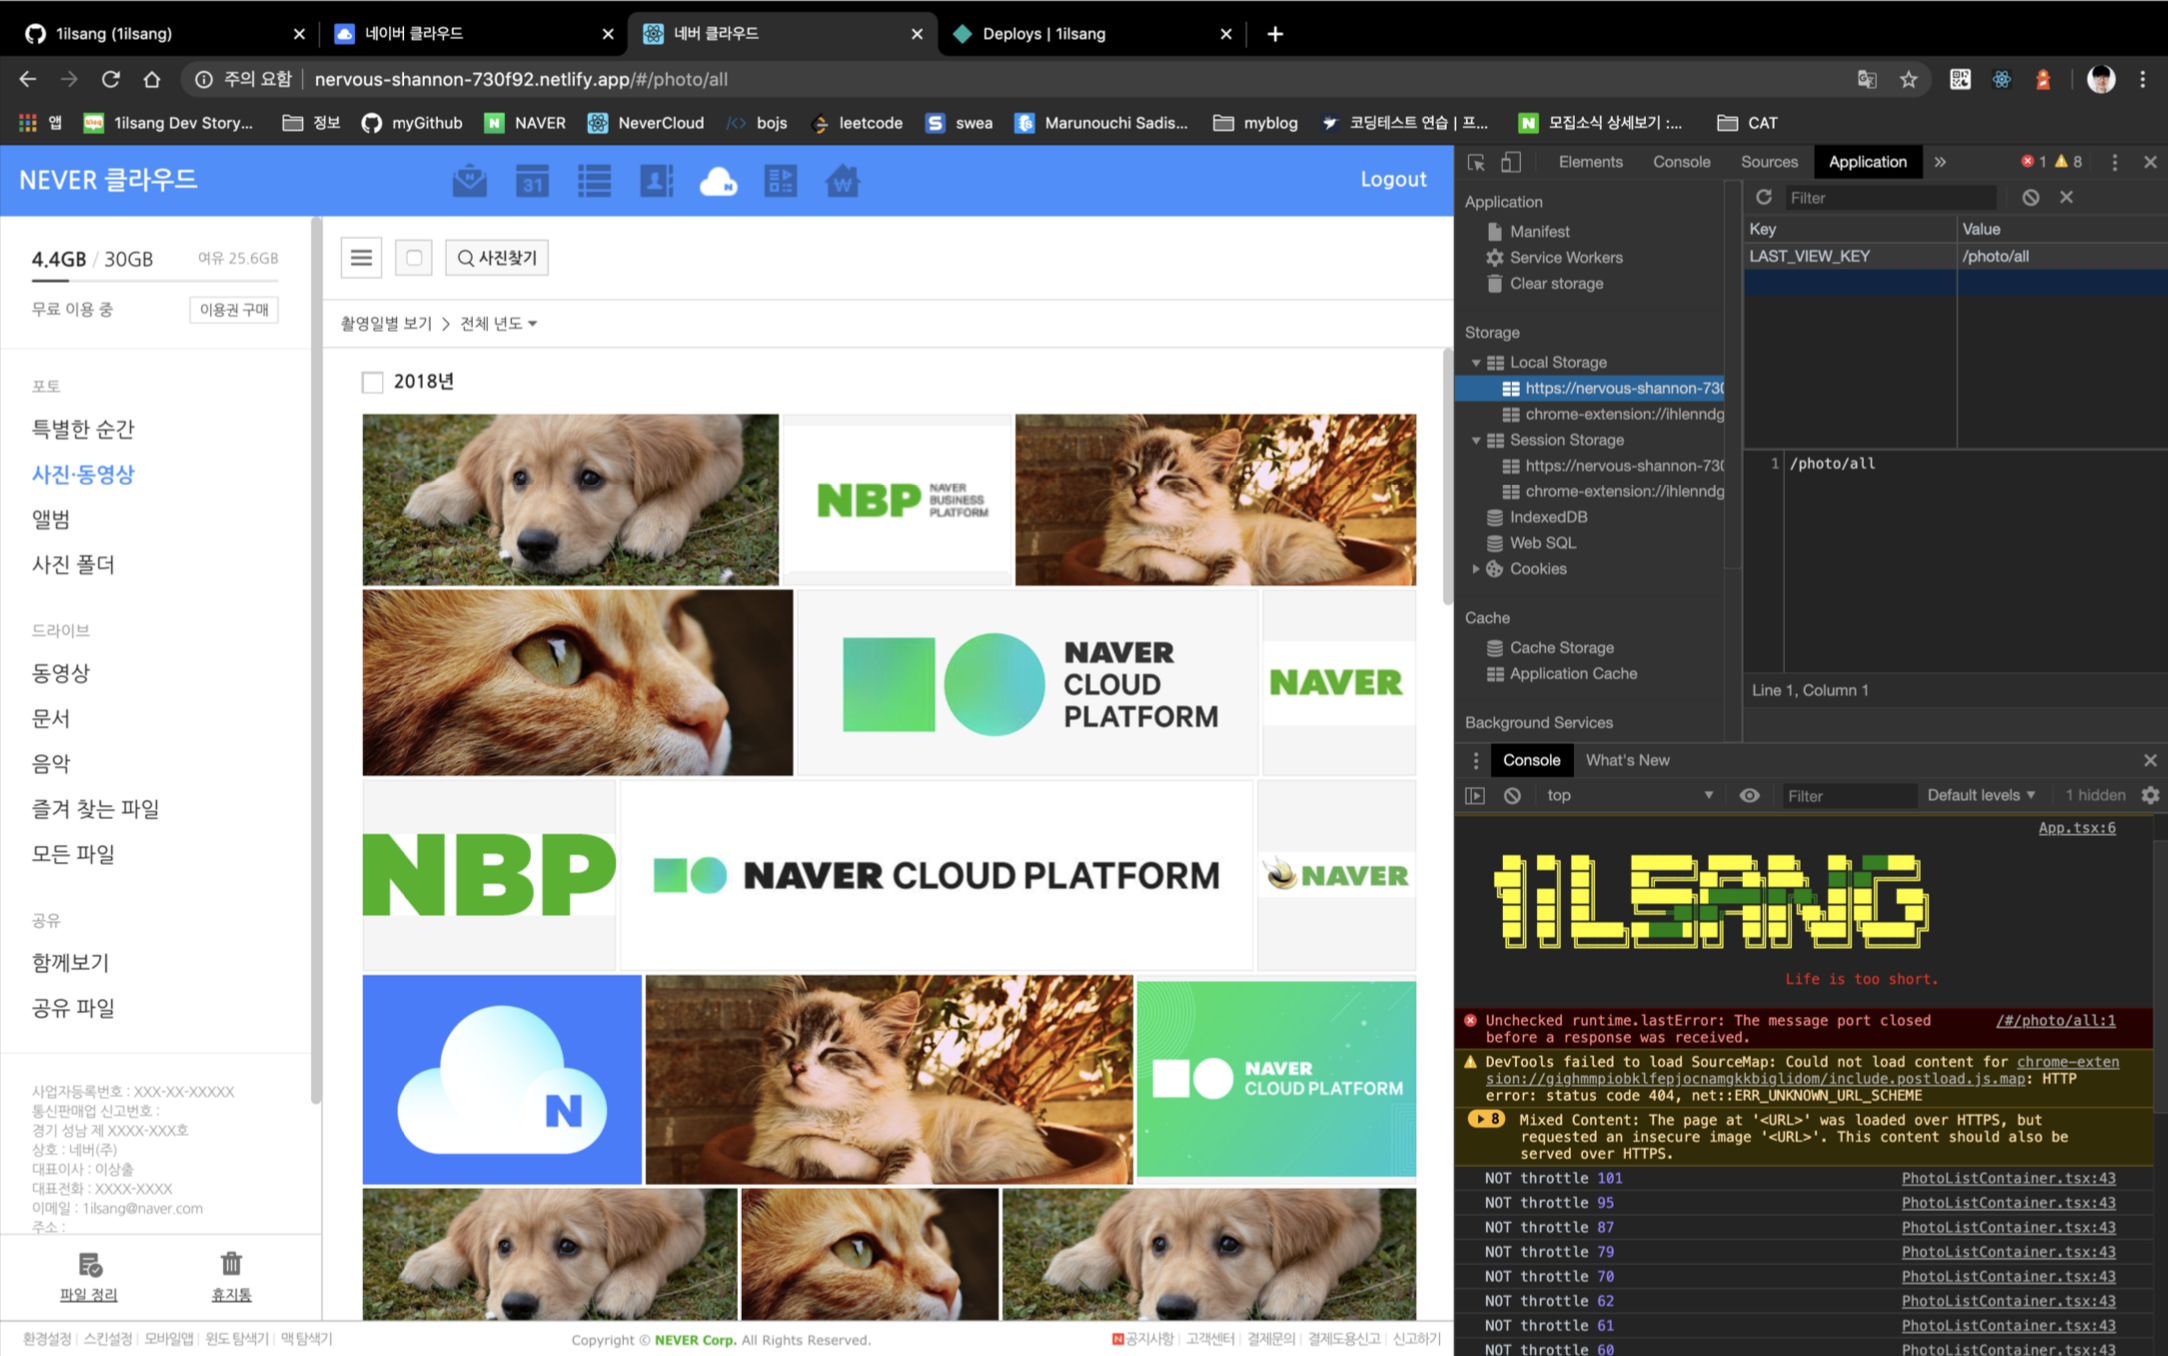 1ilsang (1ilsang)
네이버 클라우드
네버 클라우드
Deploys | 1ilsang
주의 요함
nervous-shannon-730f92.netlify.app/#/photo/all
앱
1ilsang Dev Story...
정보
myGithub
NAVER
NeverCloud
bojs
leetcode
swea
Marunouchi Sadis...
myblog
코딩테스트 연습 | 프...
모집소식 상세보기 :...
CAT
NEVER 클라우드
31
Logout
4.4GB / 30GB
여유 25.6GB
무료 이용 중
이용권 구매
포토
특별한 순간
사진·동영상
앨범
사진 폴더
드라이브
동영상
문서
음악
즐겨 찾는 파일
모든 파일
공유
함께보기
공유 파일
사업자등록번호 : XXX-XX-XXXXX
통신판매업 신고번호 :
경기 성남 제 XXXX-XXX호
상호 : 네버(주)
대표이사 : 이상출
대표전화 : XXXX-XXXX
이메일 : 1ilsang@naver.com
주소 :
파일 정리
휴지통
사진찾기
촬영일별 보기 > 전체 년도
2018년
NBP NAVER BUSINESS PLATFORM
NAVER
CLOUD
PLATFORM
NAVER
NBP
NAVER CLOUD PLATFORM
NAVER
N
NAVER
CLOUD PLATFORM
환경설정 | 스킨설정 | 모바일앱 | 윈도 탐색기 | 맥 탐색기
Copyright © NEVER Corp. All Rights Reserved.
N 공지사항 | 고객센터 | 결제문의 | 결제도용신고 | 신고하기
Elements
Console
Sources
Application
»
1
8
Application
Manifest
Service Workers
Clear storage
Storage
Local Storage
https://nervous-shannon-730
chrome-extension://ihlenndg
Session Storage
https://nervous-shannon-730
chrome-extension://ihlenndg
IndexedDB
Web SQL
Cookies
Cache
Cache Storage
Application Cache
Background Services
Filter
Key
Value
LAST_VIEW_KEY
/photo/all
1 /photo/all
Line 1, Column 1
Console
What's New
top
Filter
Default levels
1 hidden
App.tsx:6
1ILSANG
Life is too short.
Unchecked runtime.lastError: The message port closed before a response was received.
/#/photo/all:1
DevTools failed to load SourceMap: Could not load content for chrome-exten
sion://gighmmpiobklfepjocnamgkkbiglidom/include.postload.js.map: HTTP
error: status code 404, net::ERR_UNKNOWN_URL_SCHEME
8 Mixed Content: The page at '<URL>' was loaded over HTTPS, but
requested an insecure image '<URL>'. This content should also be
served over HTTPS.
NOT throttle 101 PhotoListContainer.tsx:43
NOT throttle 95 PhotoListContainer.tsx:43
NOT throttle 87 PhotoListContainer.tsx:43
NOT throttle 79 PhotoListContainer.tsx:43
NOT throttle 70 PhotoListContainer.tsx:43
NOT throttle 62 PhotoListContainer.tsx:43
NOT throttle 61 PhotoListContainer.tsx:43
NOT throttle 60 PhotoListContainer.tsx:43